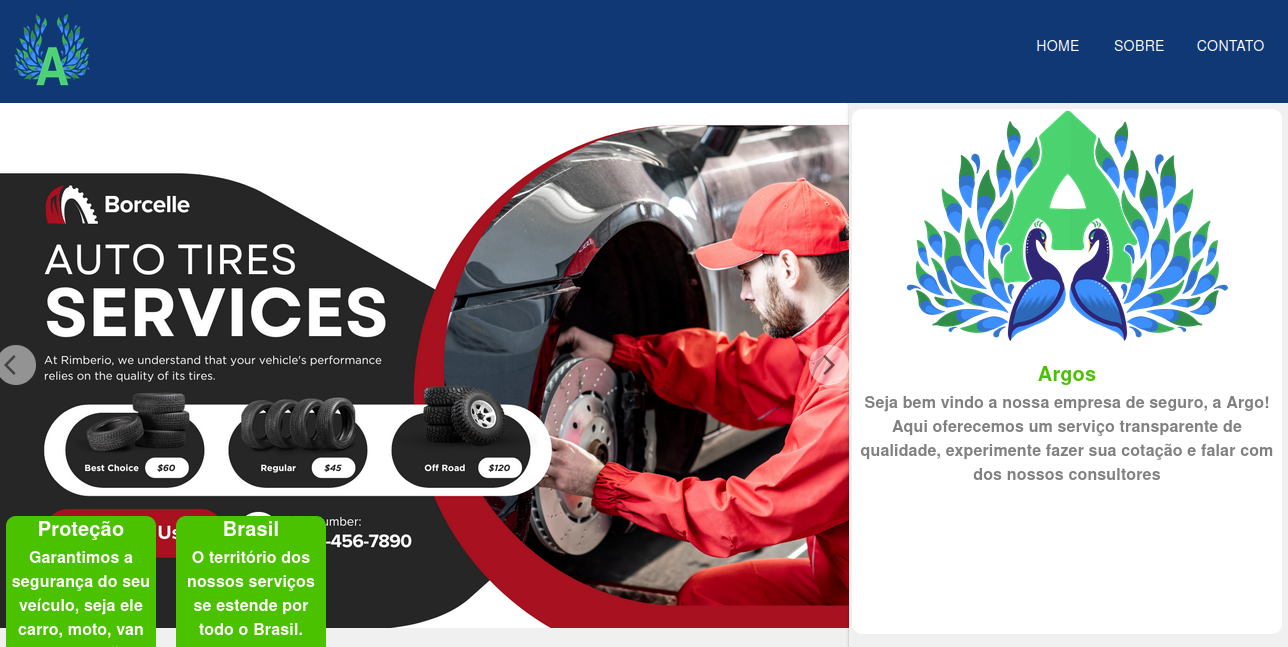 A
HOME SOBRE CONTATO
Borcelle
AUTO TIRES
SERVICES
At Rimberio, we understand that your vehicle's performance
relies on the quality of its tires.
Best Choice $60
Regular $45
Off Road $120
Us
umber:
-456-7890
Proteção
Garantimos a
segurança do seu
veículo, seja ele
carro, moto, van
Brasil
O território dos
nossos serviços
se estende por
todo o Brasil.
A
Argos
Seja bem vindo a nossa empresa de seguro, a Argo!
Aqui oferecemos um serviço transparente de
qualidade, experimente fazer sua cotação e falar com
dos nossos consultores